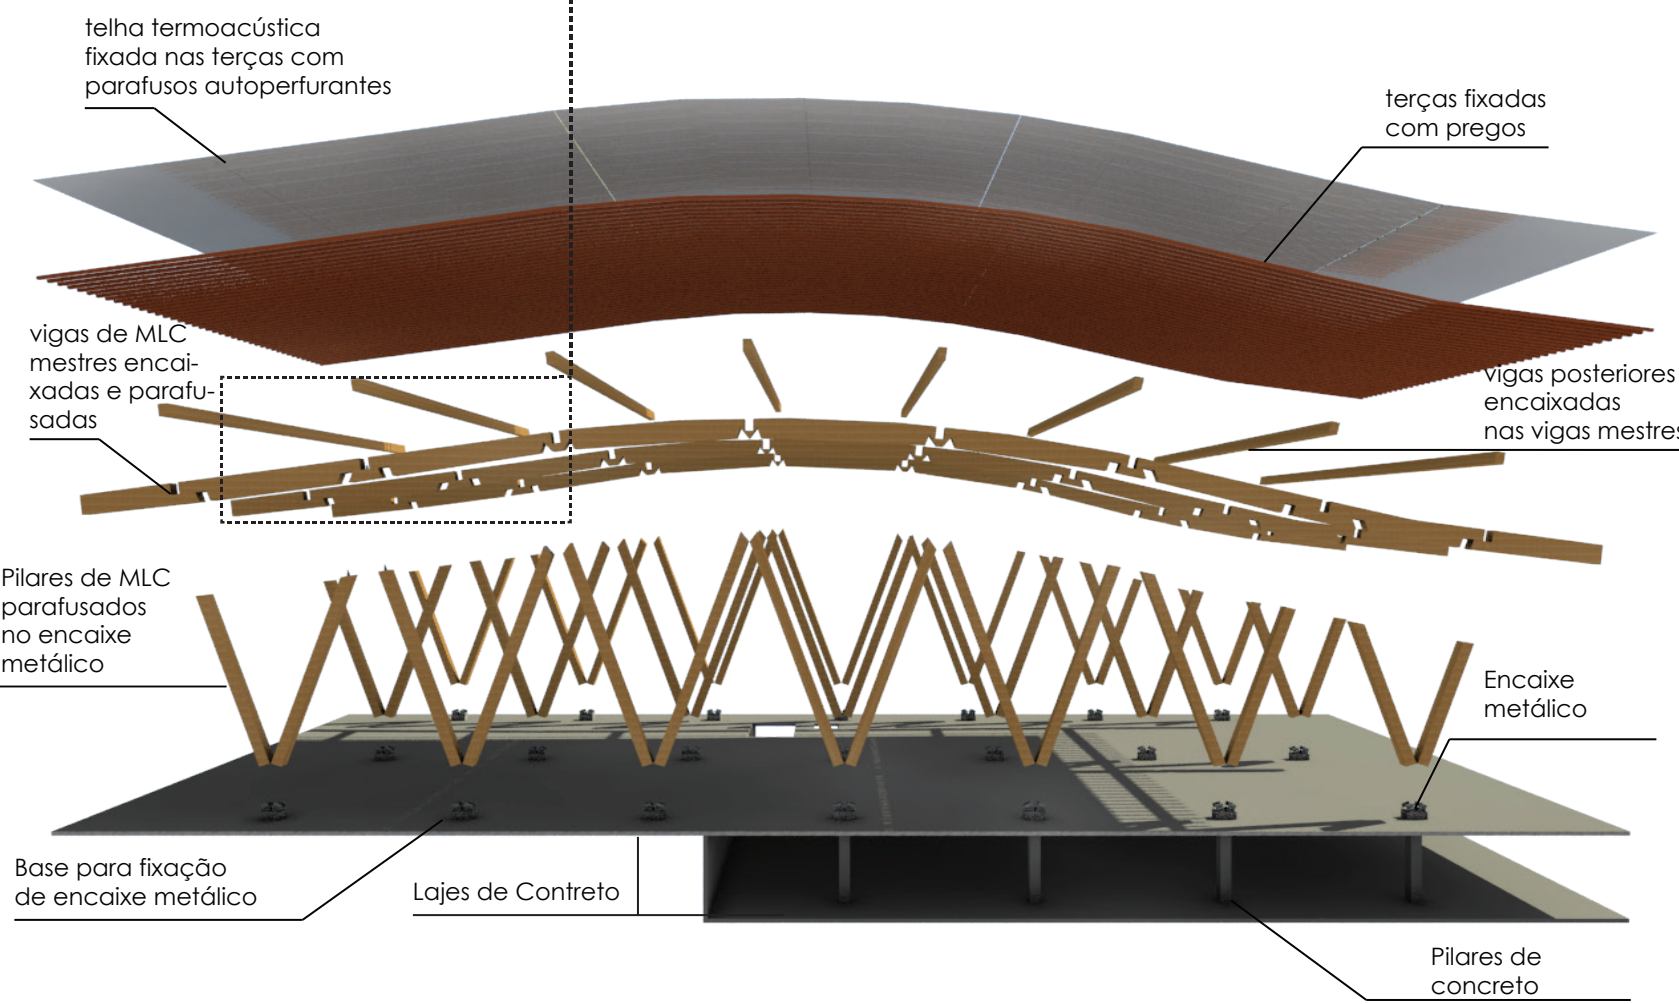 telha termoacústica
fixada nas terças com
parafusos autoperfurantes
terças fixadas
com pregos
vigas de MLC
mestres encai-
xadas e parafu-
sadas
vigas posteriores
encaixadas
nas vigas mestres
Pilares de MLC
parafusados
no encaixe
metálico
Encaixe
metálico
Base para fixação
de encaixe metálico
Lajes de Contreto
Pilares de
concreto